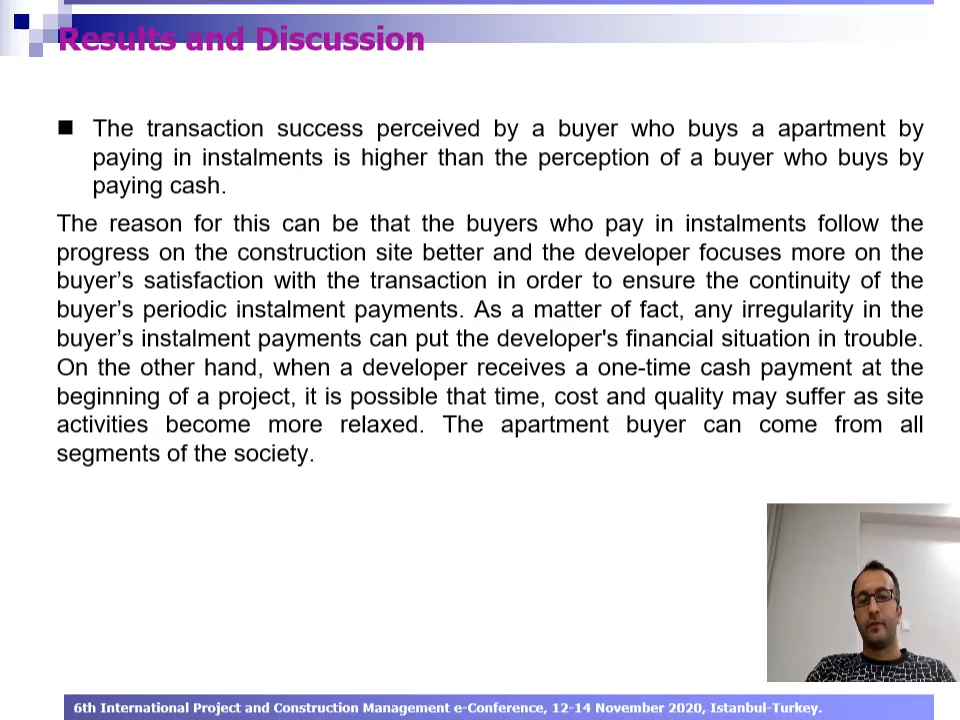 Results and Discussion
The transaction success perceived by a buyer who buys a apartment by
paying in instalments is higher than the perception of a buyer who buys by
paying cash.
The reason for this can be that the buyers who pay in instalments follow the
progress on the construction site better and the developer focuses more on the
buyer’s satisfaction with the transaction in order to ensure the continuity of the
buyer’s periodic instalment payments. As a matter of fact, any irregularity in the
buyer’s instalment payments can put the developer's financial situation in trouble.
On the other hand, when a developer receives a one-time cash payment at the
beginning of a project, it is possible that time, cost and quality may suffer as site
activities become more relaxed. The apartment buyer can come from all
segments of the society.
6th International Project and Construction Management e-Conference, 12-14 November 2020, Istanbul-Turkey.